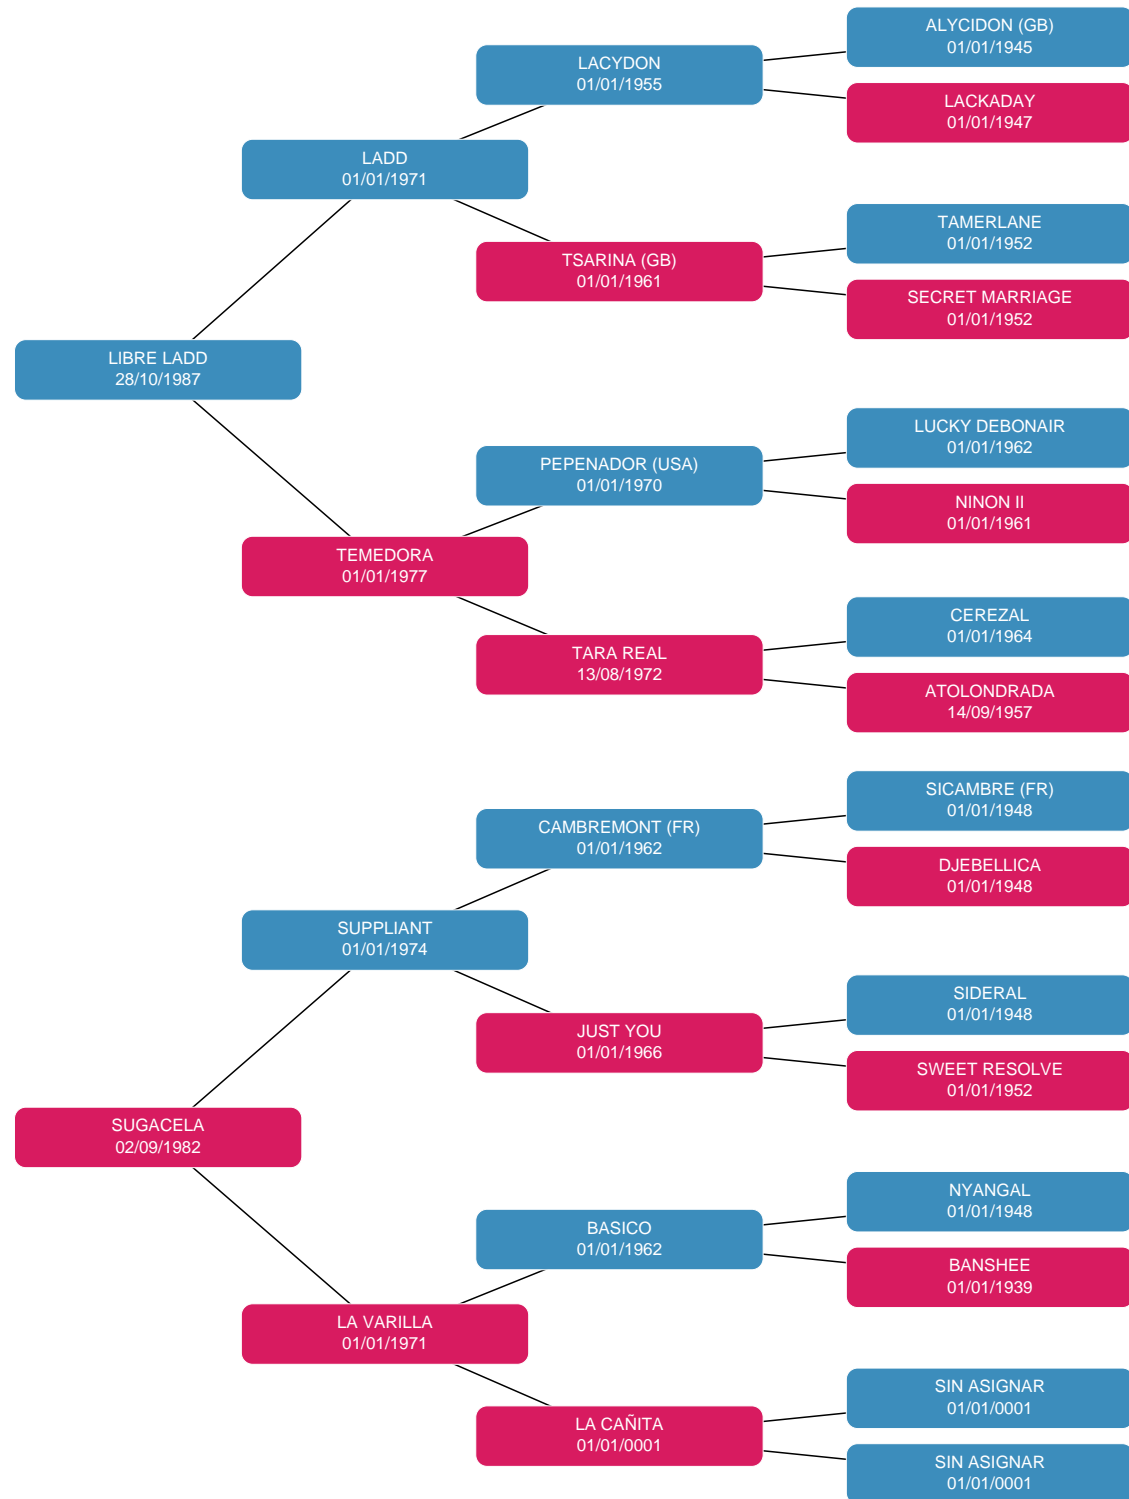 ALYCIDON (GB)
01/01/1945
LACYDON
01/01/1955
LACKADAY
01/01/1947
LADD
01/01/1971
TAMERLANE
01/01/1952
TSARINA (GB)
01/01/1961
SECRET MARRIAGE
01/01/1952
LIBRE LADD
28/10/1987
LUCKY DEBONAIR
01/01/1962
PEPENADOR (USA)
01/01/1970
NINON II
01/01/1961
TEMEDORA
01/01/1977
CEREZAL
01/01/1964
TARA REAL
13/08/1972
ATOLONDRADA
14/09/1957
SICAMBRE (FR)
01/01/1948
CAMBREMONT (FR)
01/01/1962
DJEBELLICA
01/01/1948
SUPPLIANT
01/01/1974
SIDERAL
01/01/1948
JUST YOU
01/01/1966
SWEET RESOLVE
01/01/1952
SUGACELA
02/09/1982
NYANGAL
01/01/1948
BASICO
01/01/1962
BANSHEE
01/01/1939
LA VARILLA
01/01/1971
SIN ASIGNAR
01/01/0001
LA CAÑITA
01/01/0001
SIN ASIGNAR
01/01/0001